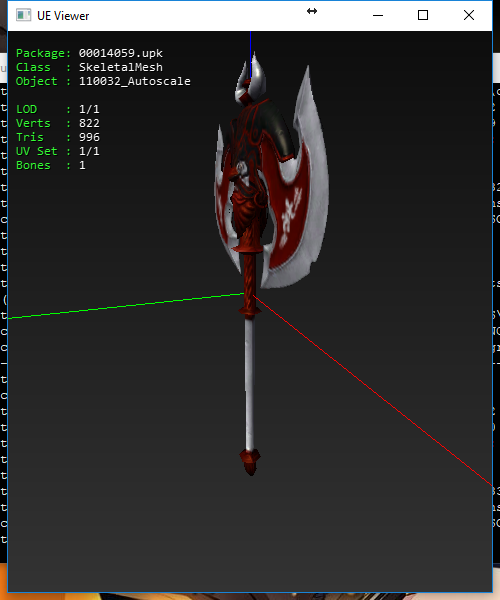 UE Viewer
Package: 00014059.upk
Class : SkeletalMesh
Object : 110032_Autoscale
LOD : 1/1
Verts : 822
Tris : 996
UV Set : 1/1
Bones : 1